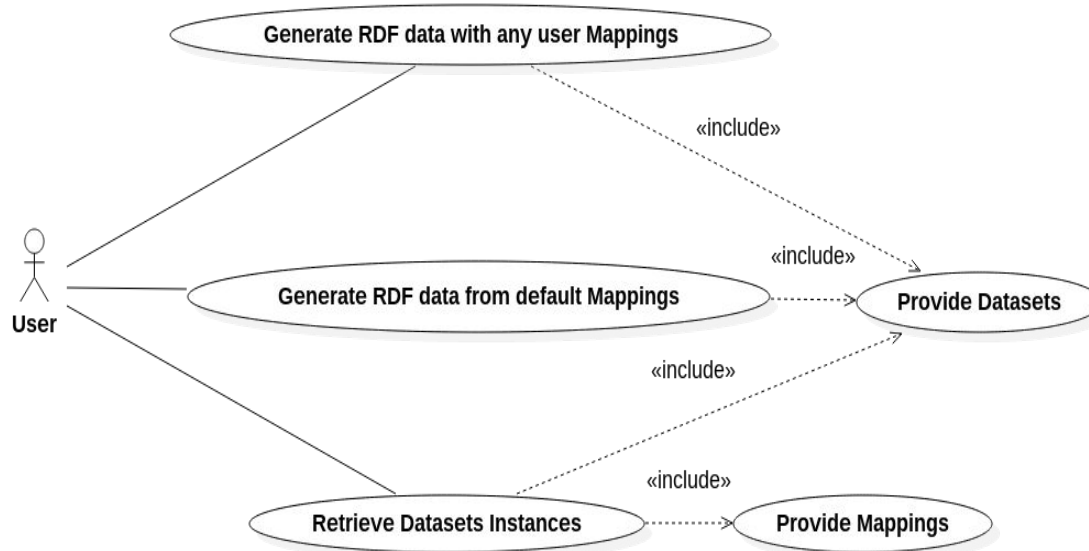 Generate RDF data with any user Mappings
«include»
«include»
Generate RDF data from default Mappings
Provide Datasets
User
«include»
«include»
Retrieve Datasets Instances
Provide Mappings